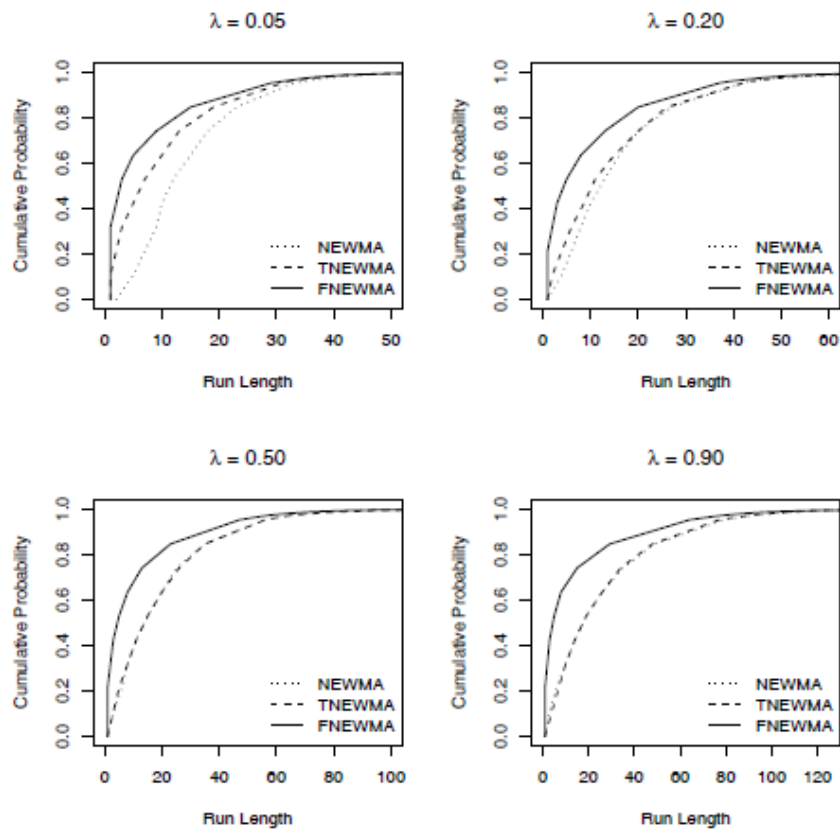 λ = 0.05
Cumulative Probability
0.0 0.2 0.4 0.6 0.8 1.0
NEWMA
TNEWMA
FNEWMA
0 10 20 30 40 50
Run Length
λ = 0.20
Cumulative Probability
0.0 0.2 0.4 0.6 0.8 1.0
NEWMA
TNEWMA
FNEWMA
0 10 20 30 40 50 60
Run Length
λ = 0.50
Cumulative Probability
0.0 0.2 0.4 0.6 0.8 1.0
NEWMA
TNEWMA
FNEWMA
0 20 40 60 80 100
Run Length
λ = 0.90
Cumulative Probability
0.0 0.2 0.4 0.6 0.8 1.0
NEWMA
TNEWMA
FNEWMA
0 20 40 60 80 100 120
Run Length